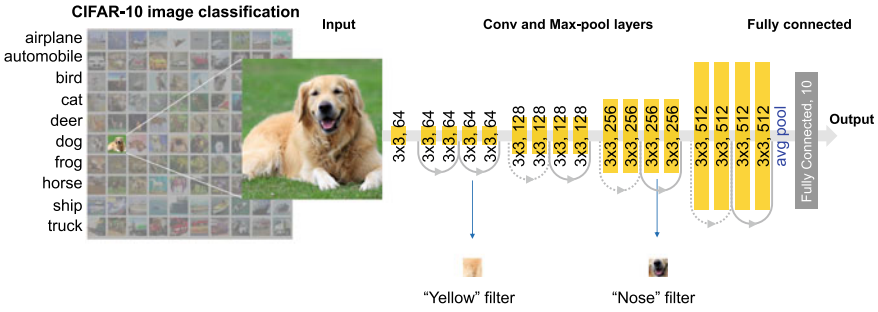 CIFAR-10 image classification
Input
Conv and Max-pool layers
Fully connected
airplane
automobile
bird
cat
deer
dog
frog
horse
ship
truck
3x3, 64
3x3, 64
3x3, 64
3x3, 64
3x3, 64
3x3, 128
3x3, 128
3x3, 128
3x3, 128
3x3, 256
3x3, 256
3x3, 256
3x3, 256
3x3, 512
3x3, 512
3x3, 512
3x3, 512
avg pool
Fully Connected, 10
Output
“Yellow” filter
“Nose” filter